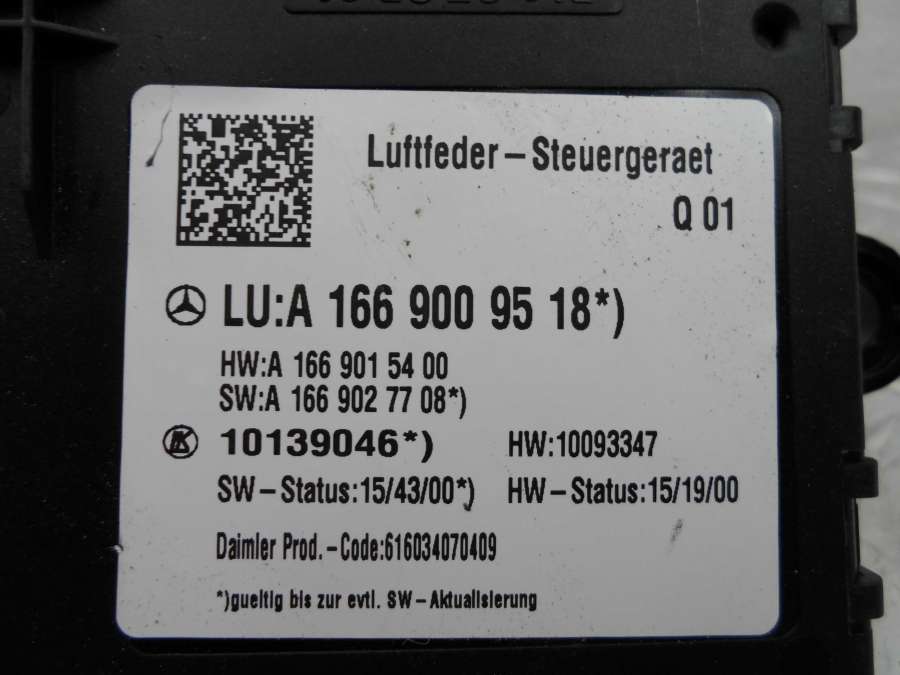 Luftfeder-Steuergeraet
Q 01
LU:A 166 900 95 18*)
HW:A 166 901 54 00
SW:A 166 902 77 08*)
10139046*) HW:10093347
SW-Status:15/43/00*) HW-Status:15/19/00
Daimler Prod.-Code:616034070409
*)gueltig bis zur evtl. SW-Aktualisierung